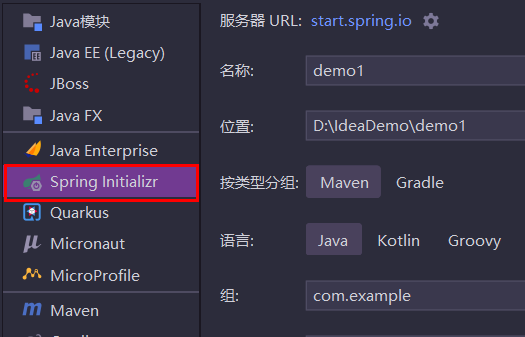 Java模块
Java EE (Legacy)
JBoss
Java FX
Java Enterprise
Spring Initializr
Quarkus
Micronaut
MicroProfile
Maven
服务器 URL: start.spring.io
名称: demo1
位置: D:\IdeaDemo\demo1
按类型分组: Maven Gradle
语言: Java Kotlin Groovy
组: com.example